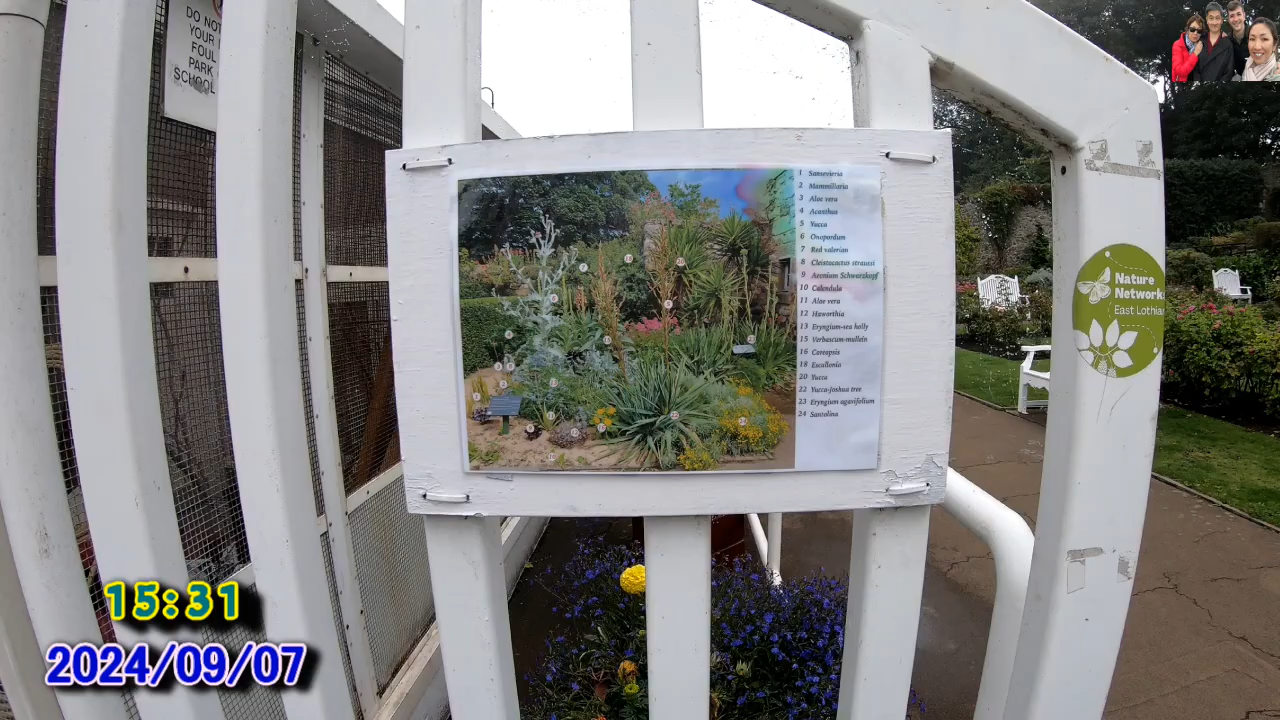 DO NOT
YOUR
FOUL
PARK
SCHOOL
1 Sansevieria
2 Mammillaria
3 Aloe vera
4 Acanthus
5 Yucca
6 Onopordum
7 Red valerian
8 Cleistocactus straussi
9 Aeonium Schwarzkopf
10 Calendula
11 Aloe vera
12 Haworthia
13 Eryngium-sea holly
15 Verbascum-mullein
16 Coreopsis
18 Escallenia
20 Yucca
22 Yucca-Joshua tree
23 Eryngium agavifolium
24 Santolina
Nature
Network
East Lothian
15:31
2024/09/07